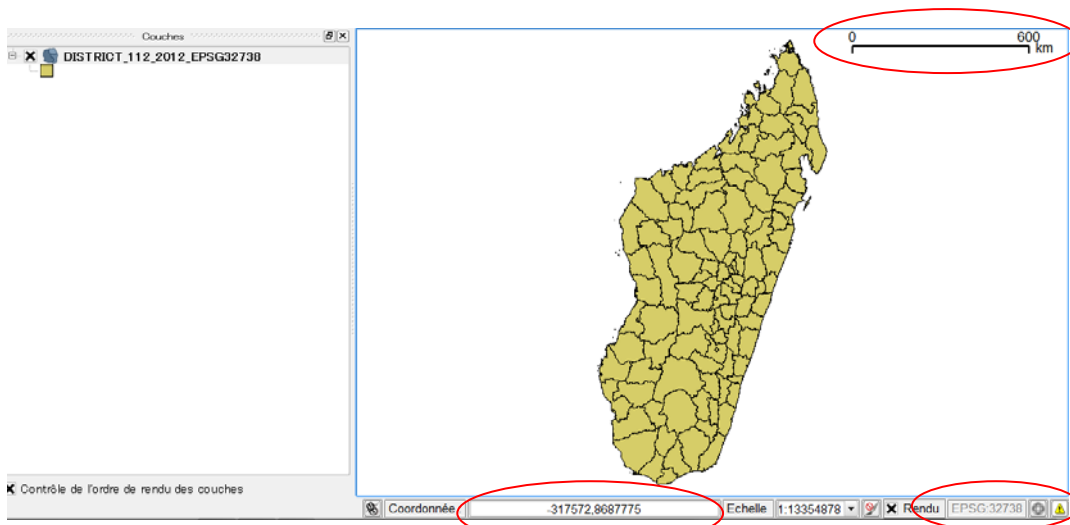 Couches
DISTRICT_112_2012_EPSG32738
0 600
km
Contrôle de l'ordre de rendu des couches
Coordonnée -317572,8687775 Echelle 1:13354878 Rendu EPSG:32738